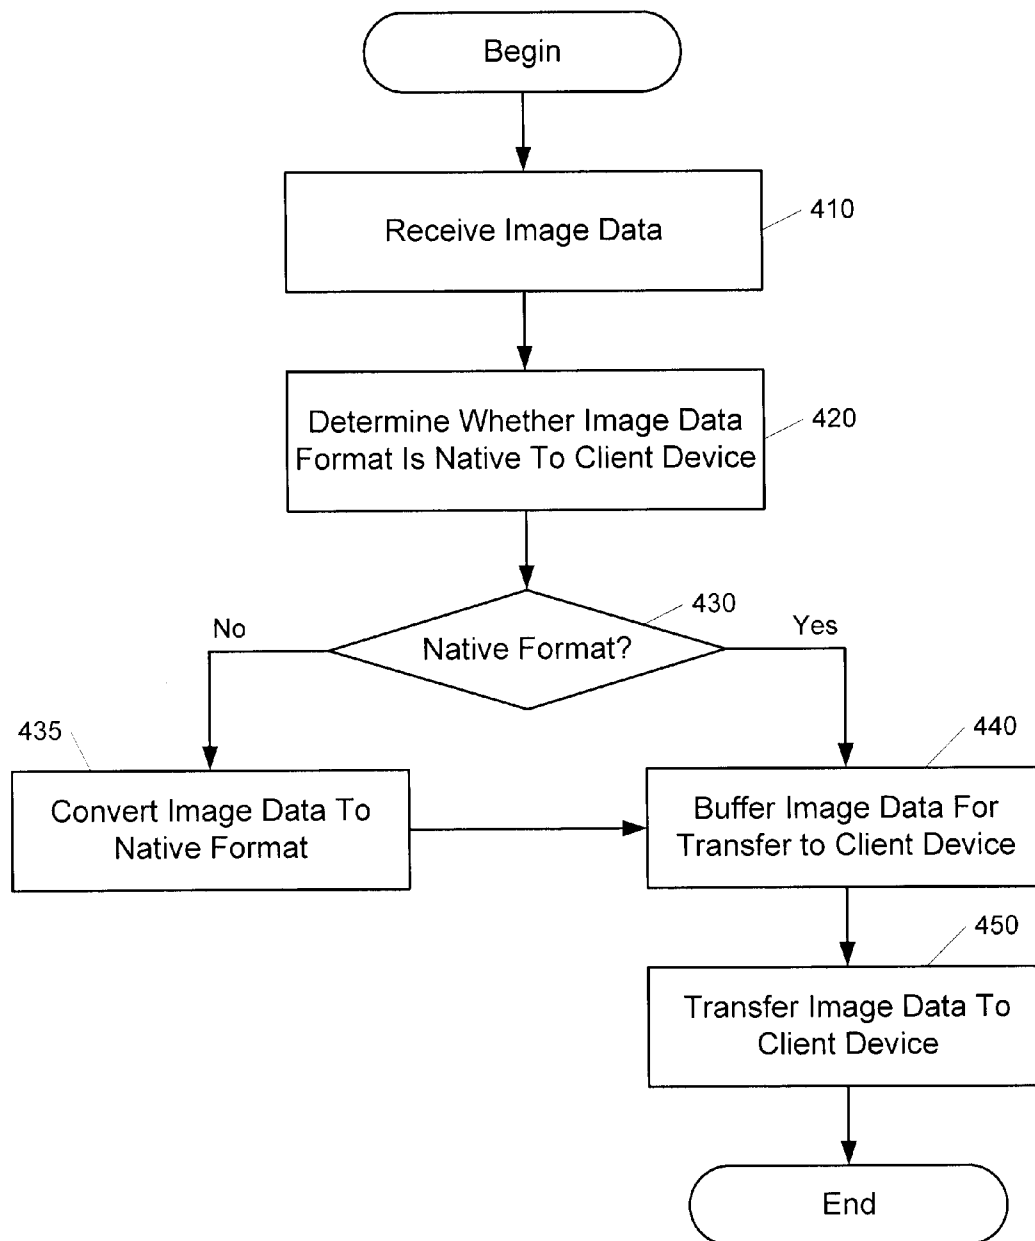 Begin
Receive Image Data
410
Determine Whether Image Data
Format Is Native To Client Device
420
430
No
Native Format?
Yes
435
440
Convert Image Data To
Native Format
Buffer Image Data For
Transfer to Client Device
450
Transfer Image Data To
Client Device
End